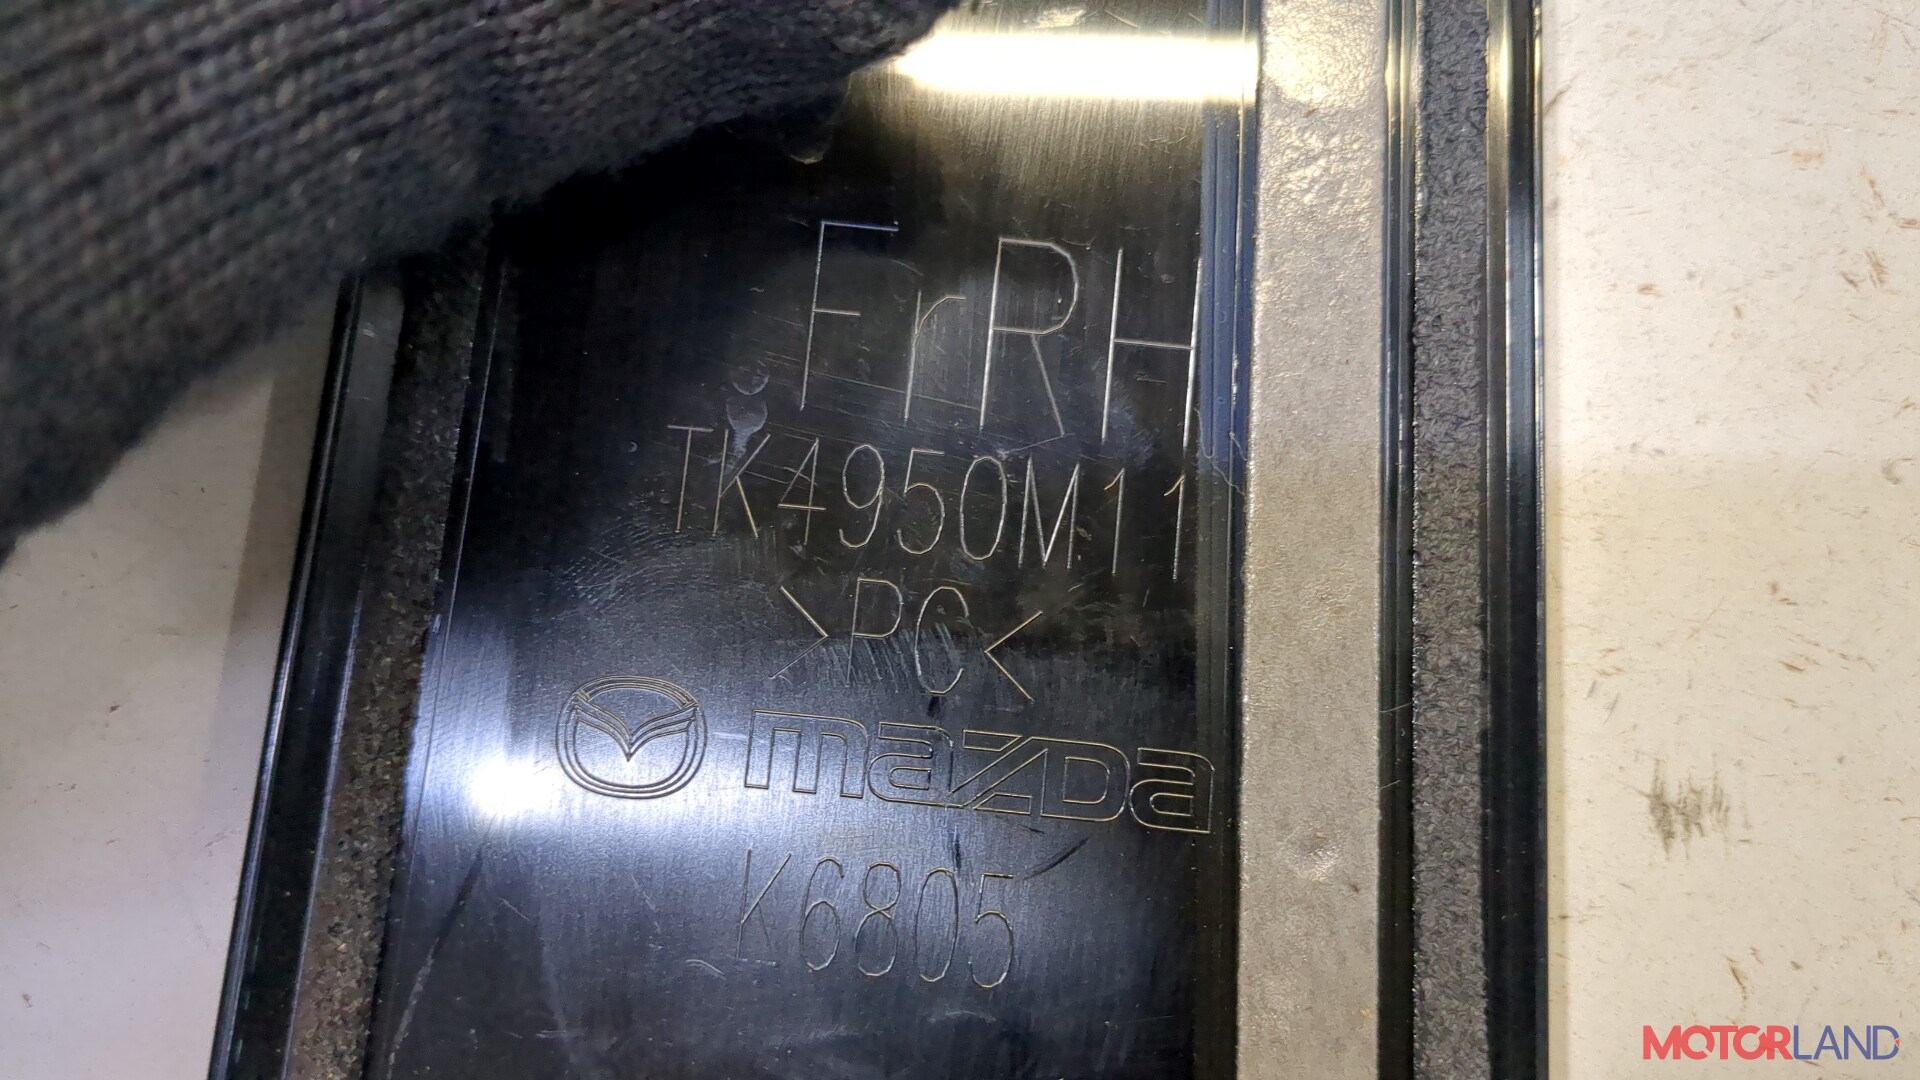 FrRH
TK4950M11
>PC<
mazda
K6805
MOTORLAND